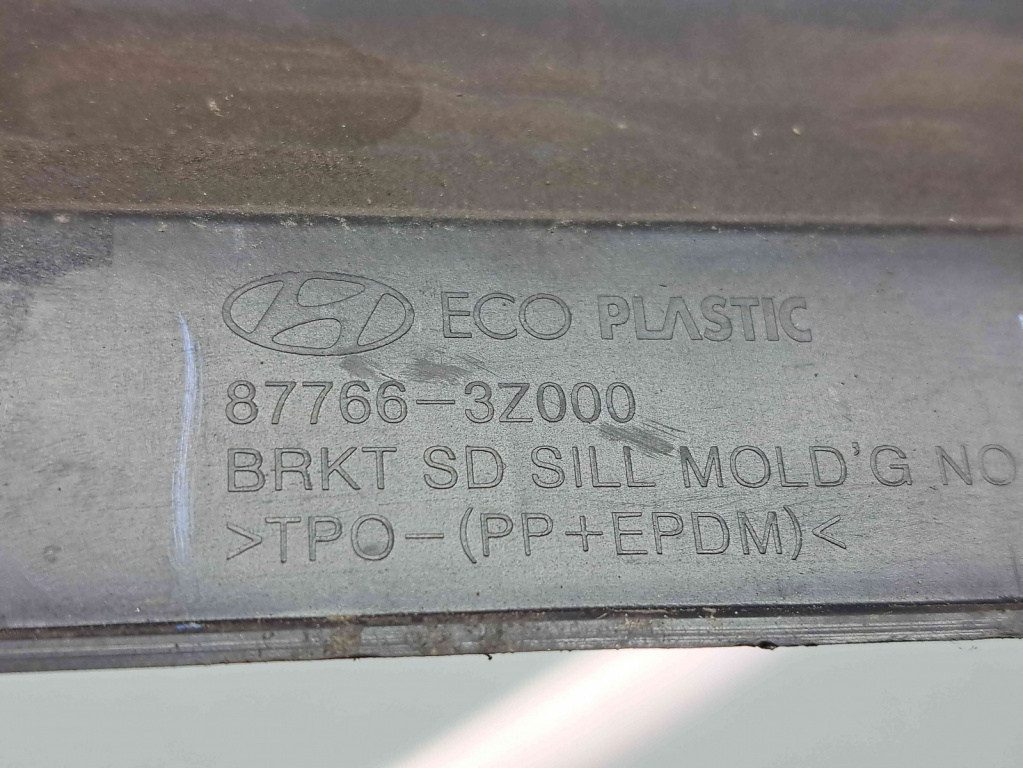 ECO PLASTIC
87766-3Z000
BRKT SD SILL MOLD'G NO
>TPO-(PP+EPDM)<